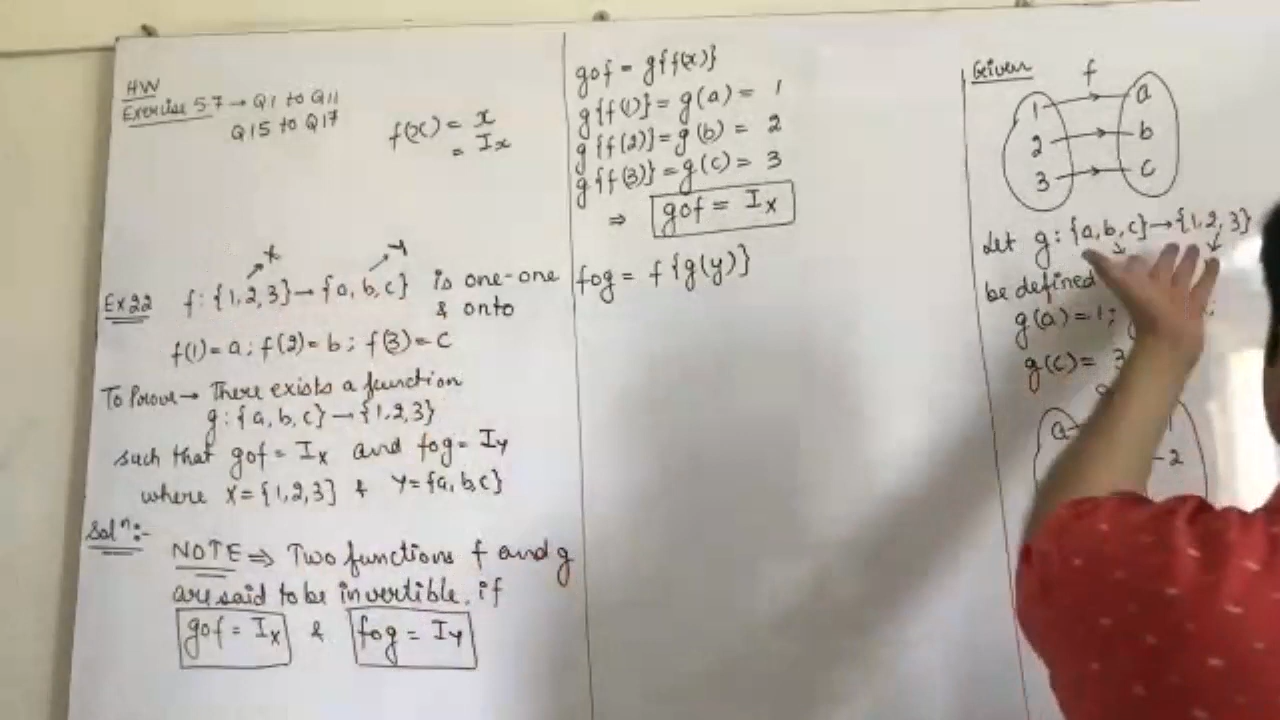 HW
Exercise 5.7 → Q1 to Q11
Q15 to Q17
f(x) = x
= Ix
Ex 22 f: {1,2,3} → {a,b,c} is one-one
& onto
x
y
f(1)=a; f(2)=b; f(3)=c
To Prove → There exists a function
g: {a, b, c} → {1,2,3}
such that gof = Ix and fog = Iy
where x = {1,2,3} & y = {a,b,c}
Solⁿ:-
NOTE ⇒ Two functions f and g
are said to be invertible, if
gof = Ix & fog = Iy
gof = g{f(x)}
g{f(1)} = g(a) = 1
g{f(2)} = g(b) = 2
g{f(3)} = g(c) = 3
⇒ gof = Ix
fog = f{g(y)}
Given
f
1 a
2 b
3 c
Let g: {a,b,c} → {1,2,3}
be defined
g(a) = 1;
g(c) = 3
a
2